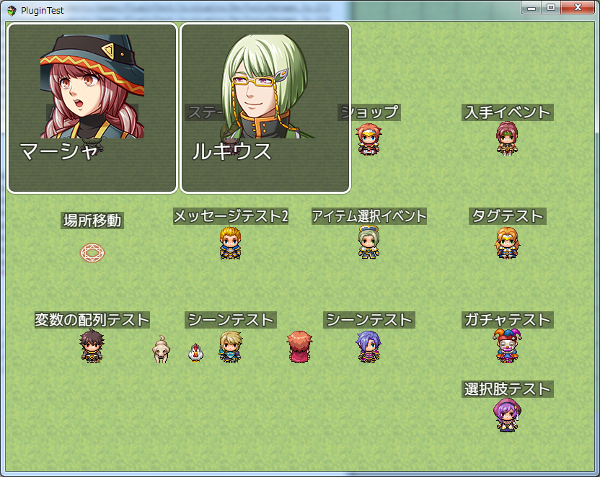 PluginTest
マーシャ
ルキウス
ステー
ショップ
入手イベント
場所移動
メッセージテスト2
アイテム選択イベント
タグテスト
変数の配列テスト
シーンテスト
シーンテスト
ガチャテスト
選択肢テスト